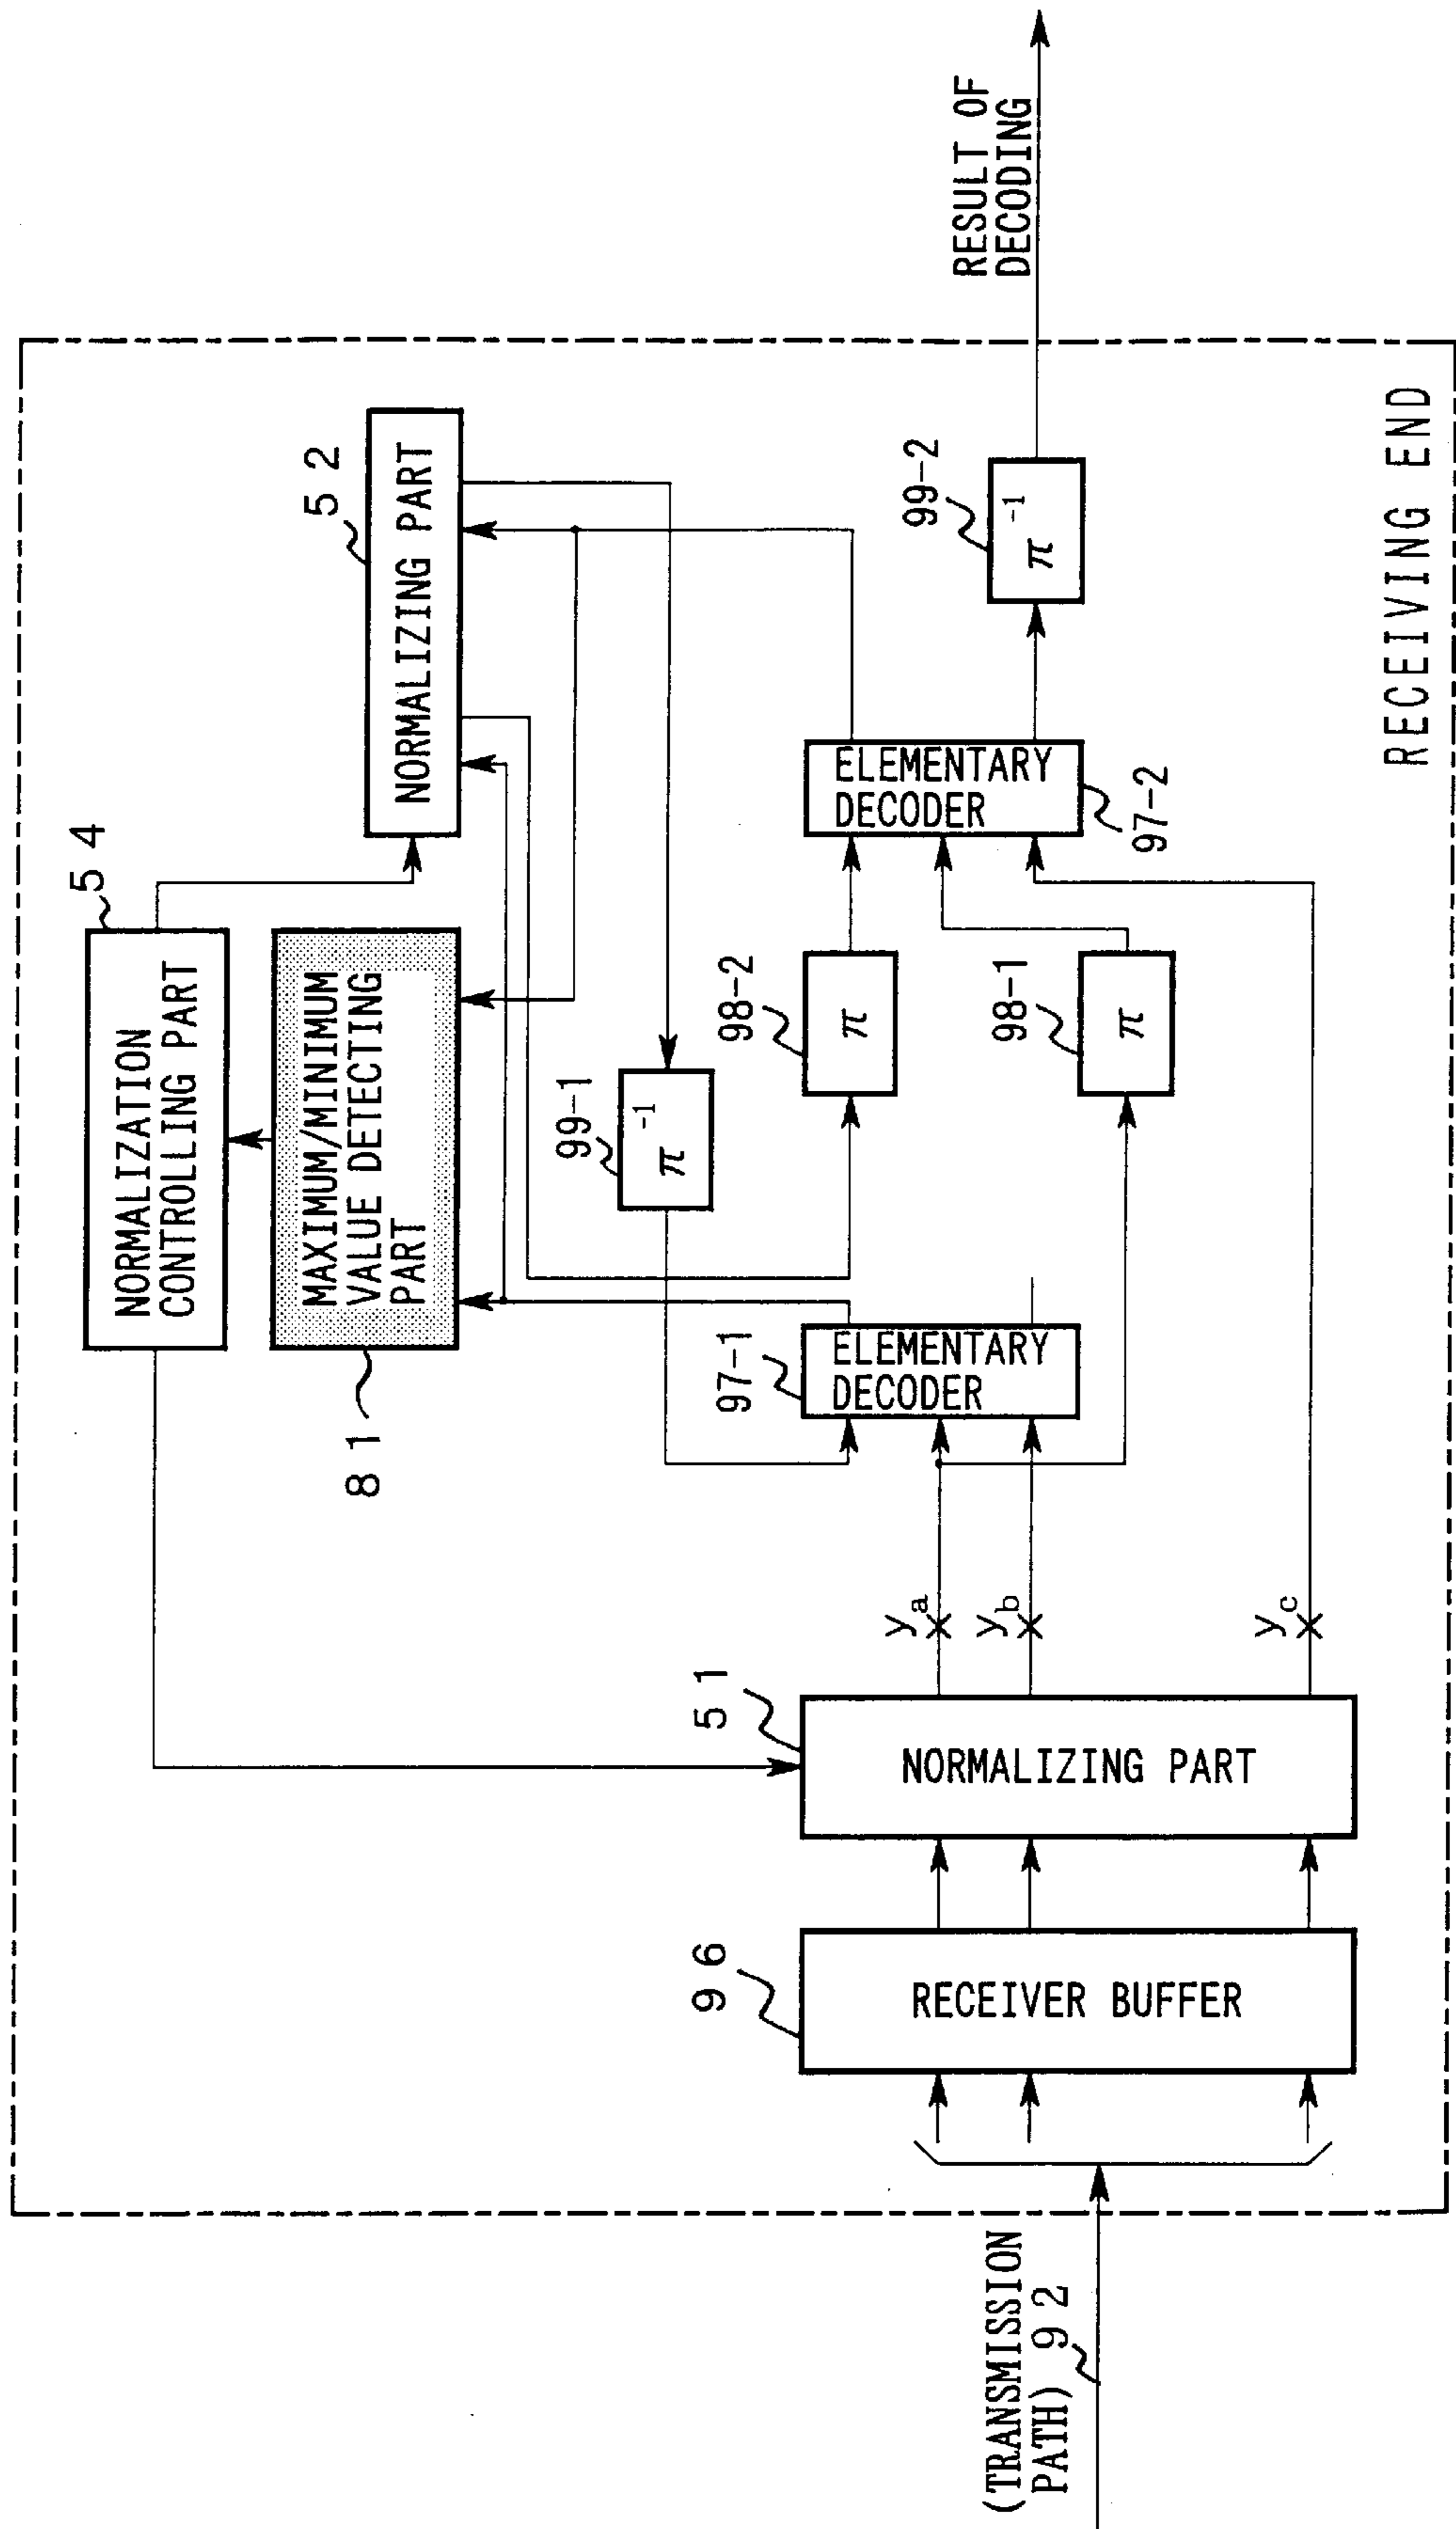 54
NORMALIZATION
CONTROLLING PART
81
MAXIMUM/MINIMUM
VALUE DETECTING
PART
52
NORMALIZING PART
99-1
π⁻¹
97-1
ELEMENTARY
DECODER
98-2
π
98-1
π
97-2
ELEMENTARY
DECODER
99-2
π⁻¹
RESULT OF
DECODING
96
RECEIVER BUFFER
51
NORMALIZING PART
ya
yb
yc
(TRANSMISSION
PATH) 92
RECEIVING END